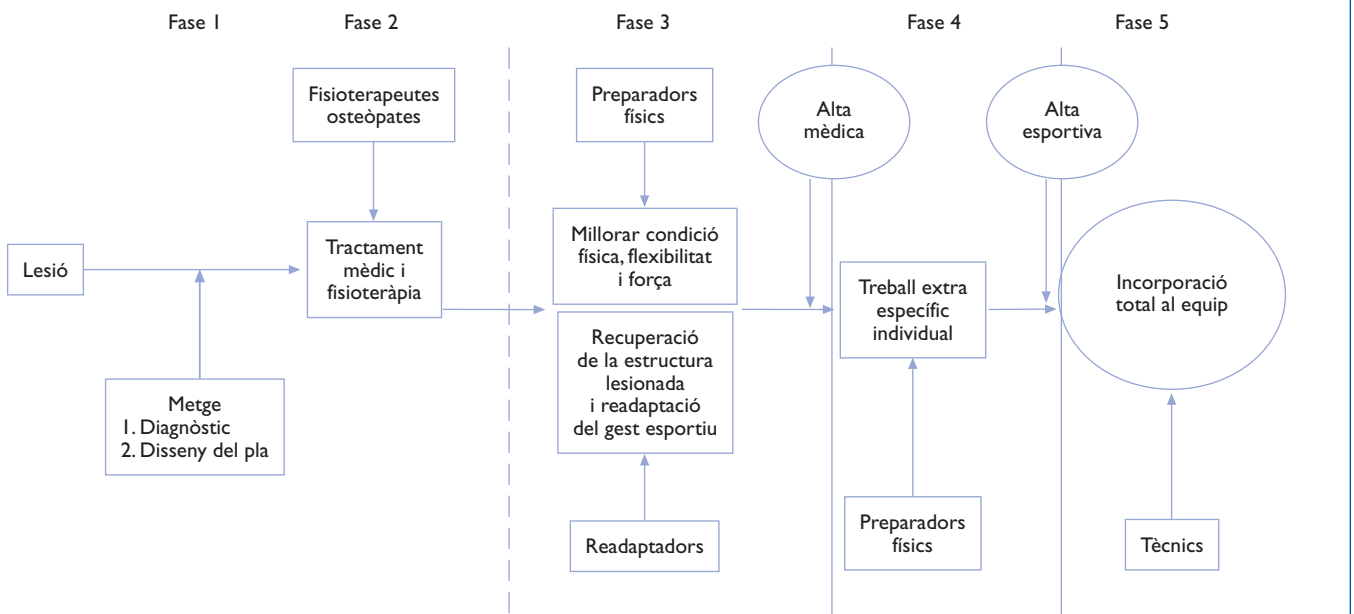 Fase 1
Fase 2
Fase 3
Fase 4
Fase 5
Fisioterapeutes
osteòpates
Preparadors
físics
Alta
mèdica
Alta
esportiva
Lesió
Tractament
mèdic i
fisioteràpia
Millorar condició
física, flexibilitat
i força
Treball extra
específic
individual
Incorporació
total al equip
Recuperació
de la estructura
lesionada
i readaptació
del gest esportiu
Metge
1. Diagnòstic
2. Disseny del pla
Readaptadors
Preparadors
físics
Tècnics